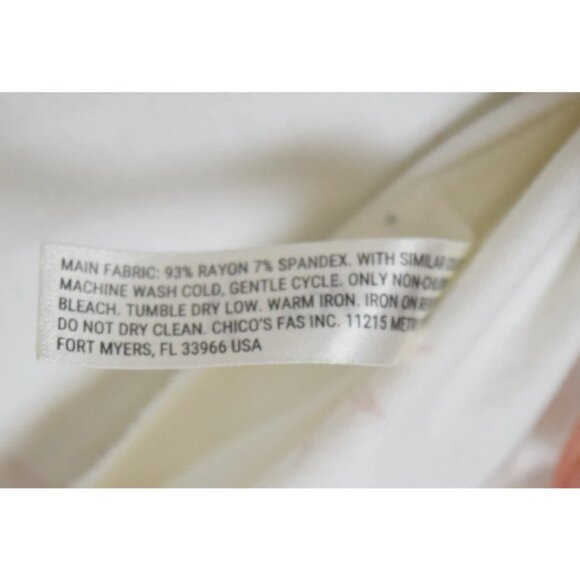 MAIN FABRIC: 93% RAYON 7% SPANDEX. WITH SIMILAR
MACHINE WASH COLD, GENTLE CYCLE. ONLY
BLEACH. TUMBLE DRY LOW. WARM IRON. IRON ON
DO NOT DRY CLEAN. CHICO'S FAS INC. 11215
FORT MYERS, FL 33966 USA